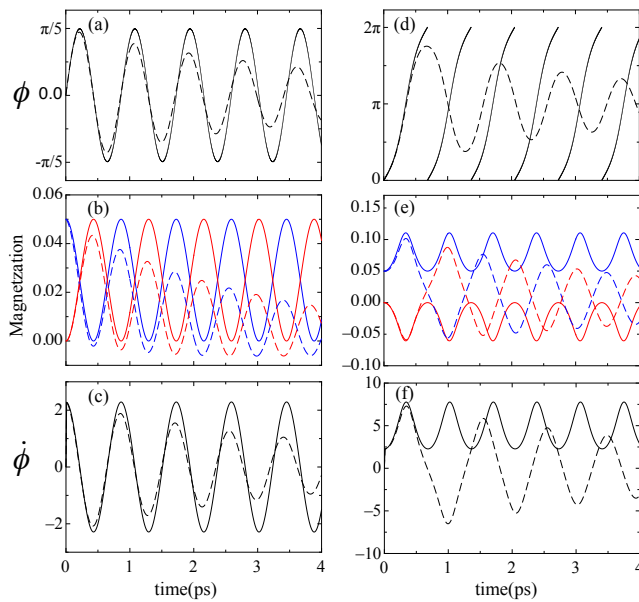 (a)
π/5
ϕ
0.0
-π/5
(d)
2π
π
0
(b)
0.06
0.04
0.02
0.00
Magnetzation
(e)
0.15
0.10
0.05
0.00
−0.05
−0.10
(c)
2
0
−2
ϕ̇
0 1 2 3 4
time(ps)
(f)
10
5
0
−5
-10
0 1 2 3 4
time(ps)